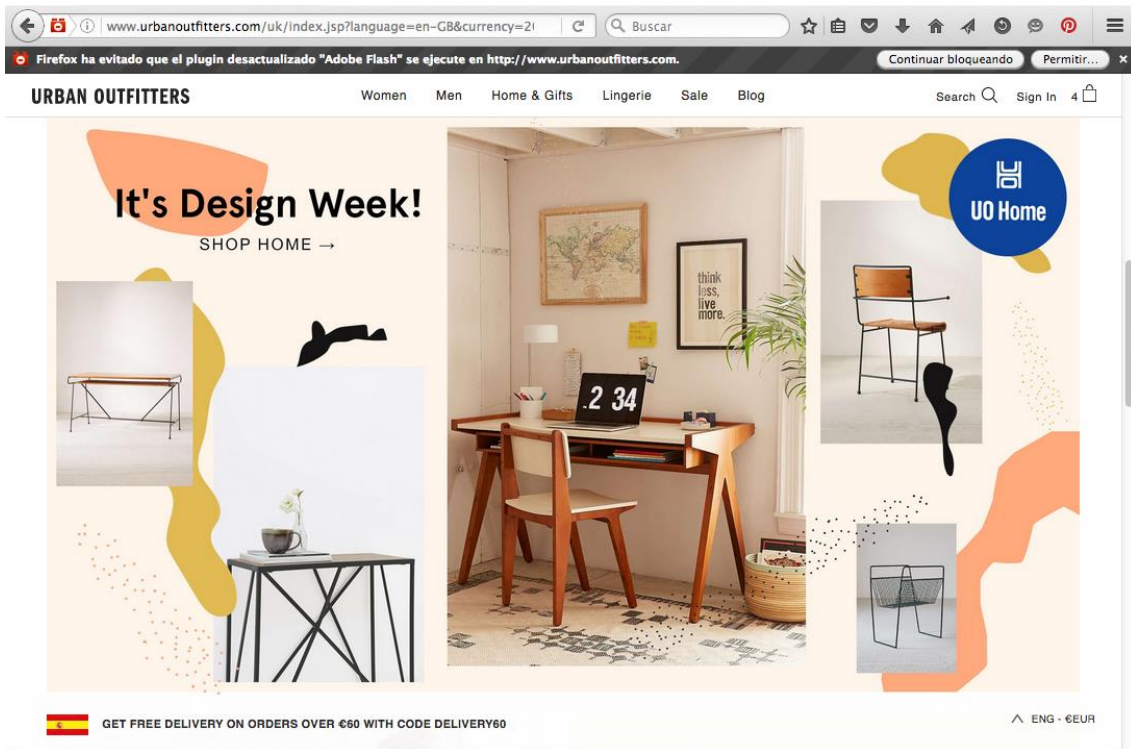 www.urbanoutfitters.com/uk/index.jsp?language=en-GB&currency=2
Buscar
Firefox ha evitado que el plugin desactualizado "Adobe Flash" se ejecute en http://www.urbanoutfitters.com.
Continuar bloqueando
Permitir...
URBAN OUTFITTERS
Women Men Home & Gifts Lingerie Sale Blog
Search Sign In 4
It's Design Week!
SHOP HOME →
UO Home
think
less,
live
more.
2 34
GET FREE DELIVERY ON ORDERS OVER €60 WITH CODE DELIVERY60
ENG - €EUR